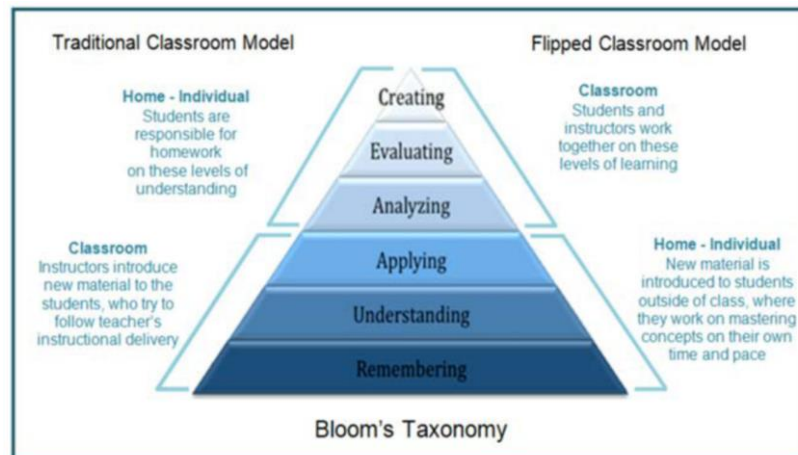 Traditional Classroom Model
Flipped Classroom Model
Home - Individual
Students are
responsible for
homework
on these levels of
understanding
Classroom
Instructors introduce
new material to the
students, who try to
follow teacher's
instructional delivery
Creating
Evaluating
Analyzing
Applying
Understanding
Remembering
Classroom
Students and
instructors work
together on these
levels of learning
Home - Individual
New material is
introduced to students
outside of class, where
they work on mastering
concepts on their own
time and pace
Bloom's Taxonomy